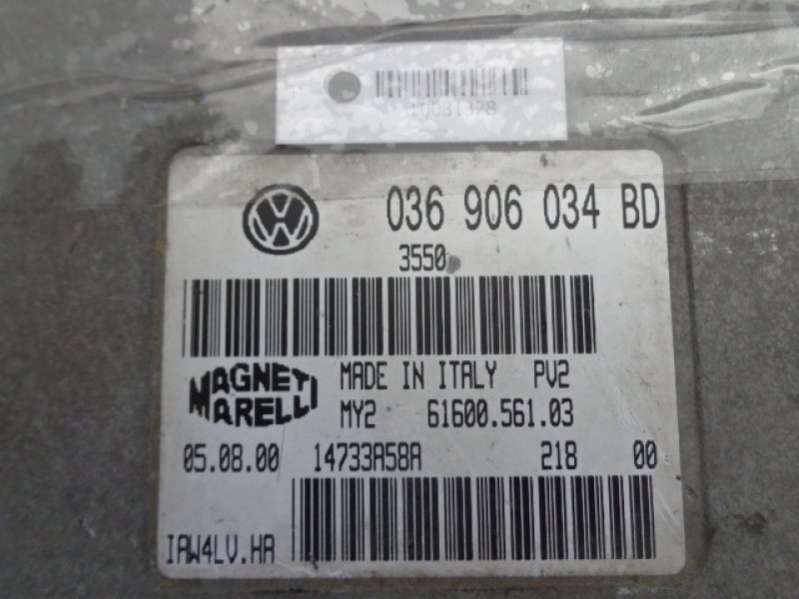 036 906 034 BD
3550
MAGNETI MARELLI
MADE IN ITALY PV2
MY2 61600.561.03
05.08.00 14733A58A 218 00
IAW4LV.HA